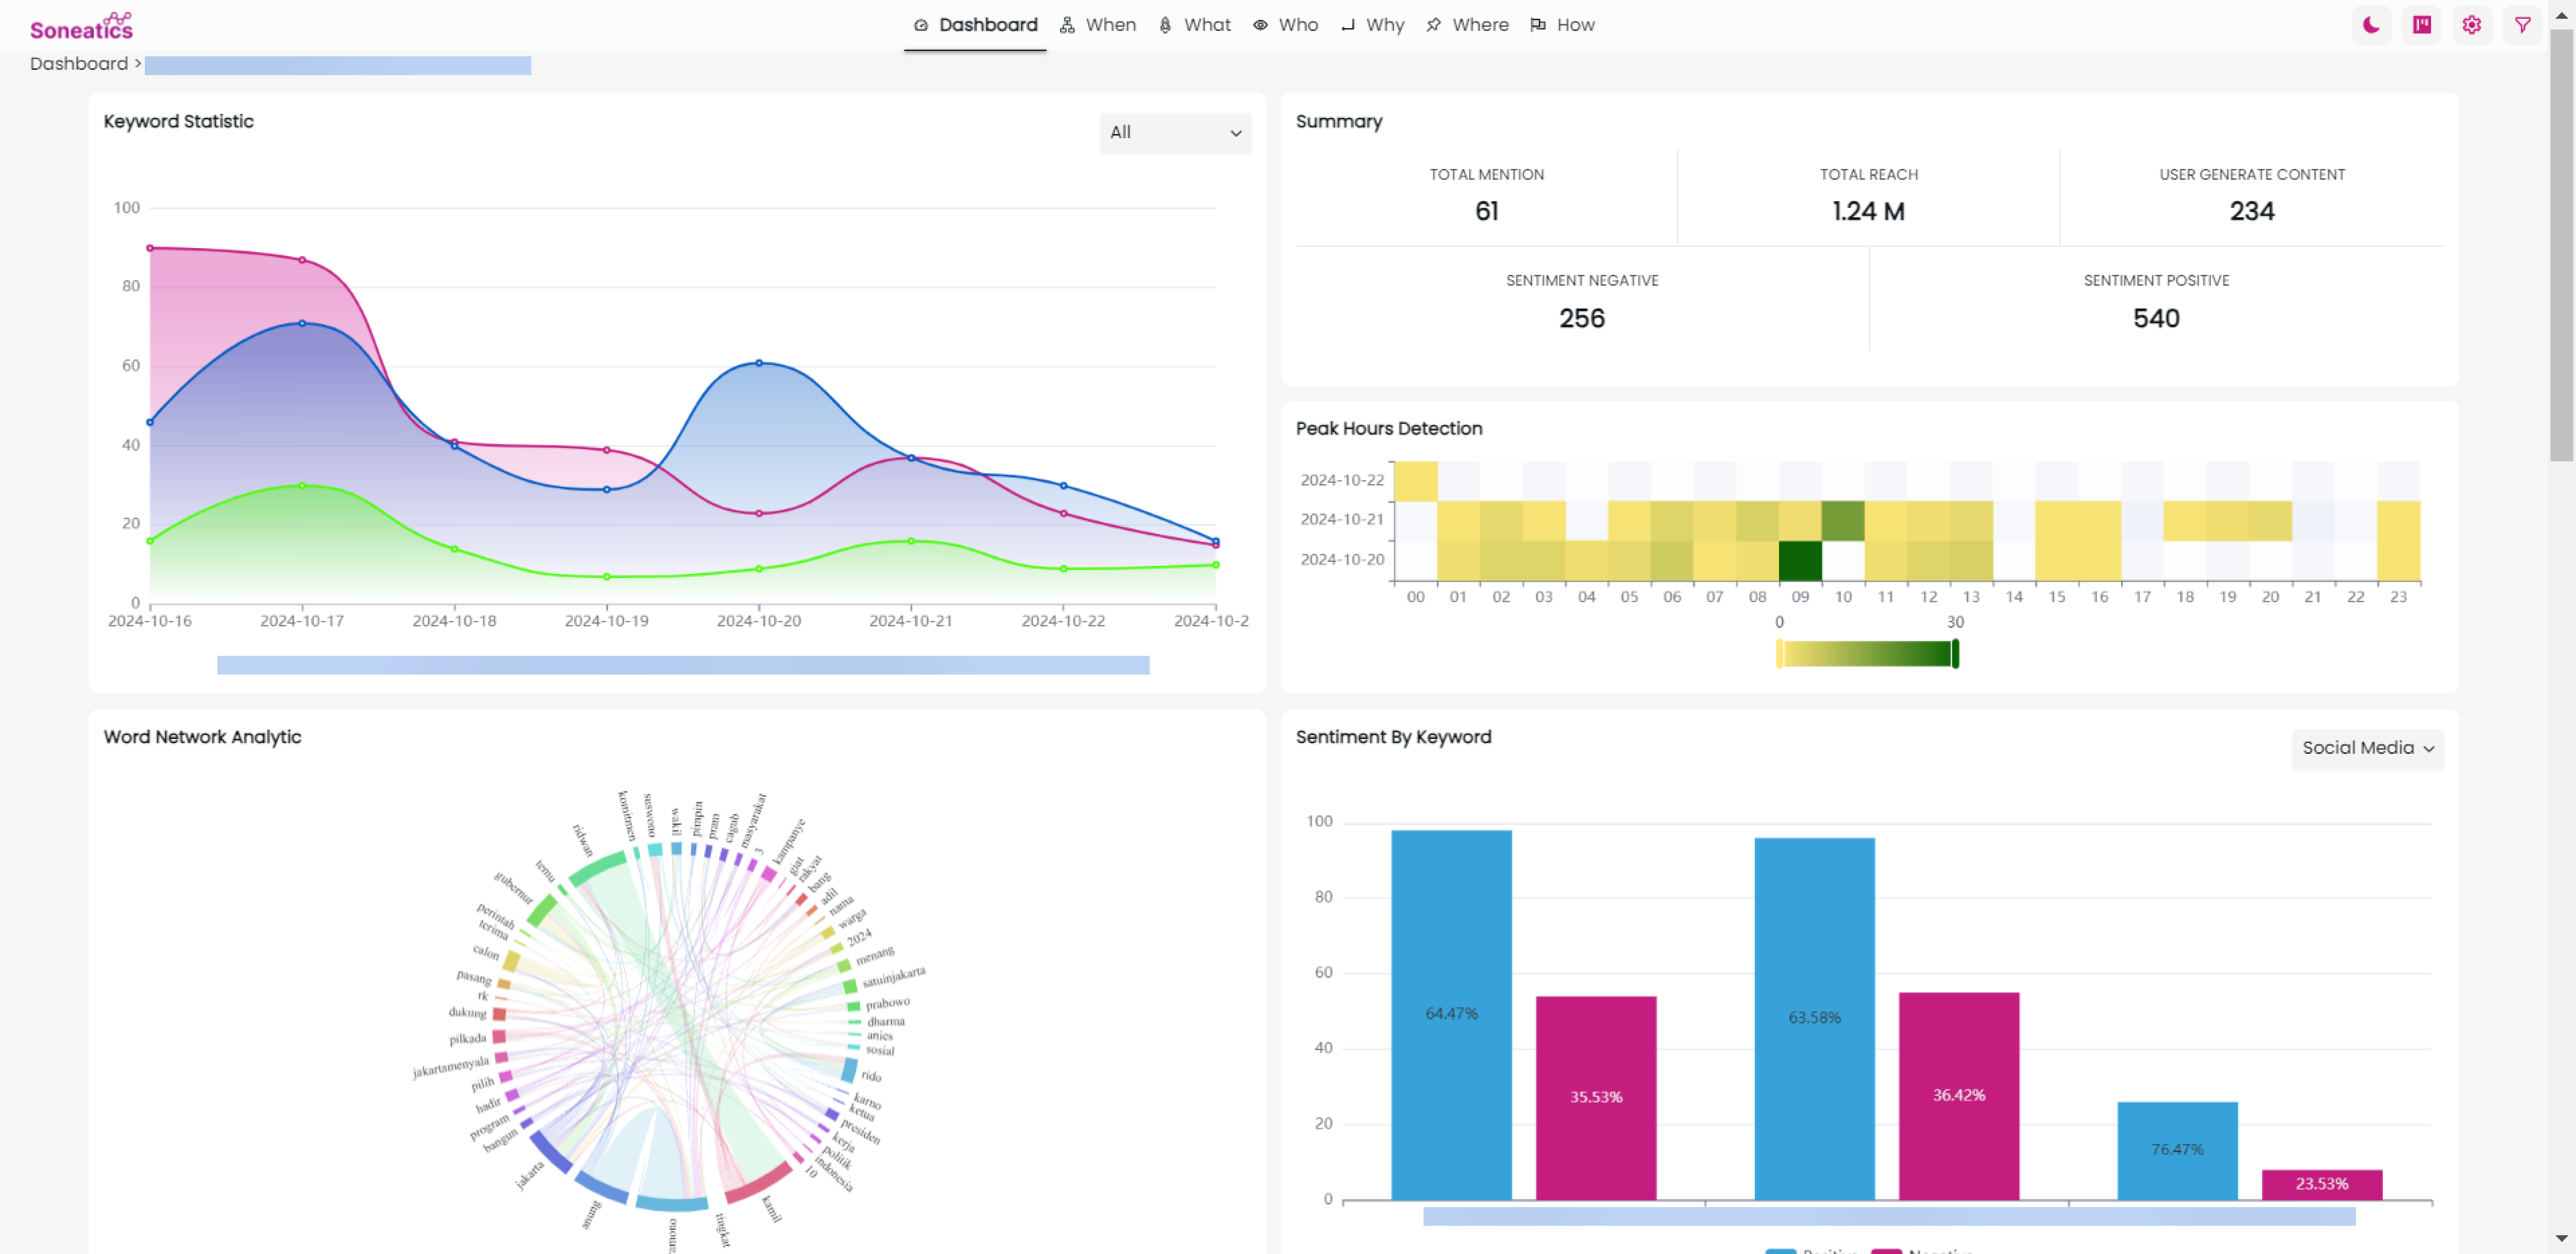 Soneatics
Dashboard When What Who Why Where How
Dashboard >
Keyword Statistic
All
100
80
60
40
20
0
2024-10-16 2024-10-17 2024-10-18 2024-10-19 2024-10-20 2024-10-21 2024-10-22 2024-10-2
Summary
TOTAL MENTION
61
TOTAL REACH
1.24 M
USER GENERATE CONTENT
234
SENTIMENT NEGATIVE
256
SENTIMENT POSITIVE
540
Peak Hours Detection
2024-10-22
2024-10-21
2024-10-20
00 01 02 03 04 05 06 07 08 09 10 11 12 13 14 15 16 17 18 19 20 21 22 23
0 30
Word Network Analytic
komitmen
suswono
wakil
pimpin
pram
cagub
masyarakat
3
kampanye
giat
rakyat
bang
adil
nama
warga
2024
menang
satuinjakarta
prabowo
dharma
anies
sosial
rido
karno
ketua
presiden
kerja
politik
indonesia
10
kamil
tingkat
amono
anung
jakarta
bangun
program
hadir
pilih
jakartamenyala
pilkada
dukung
rk
pasang
calon
terima
perintah
gubernur
temu
ridwan
Sentiment By Keyword
Social Media
100
80
60
40
20
0
64.47%
35.53%
63.58%
36.42%
76.47%
23.53%